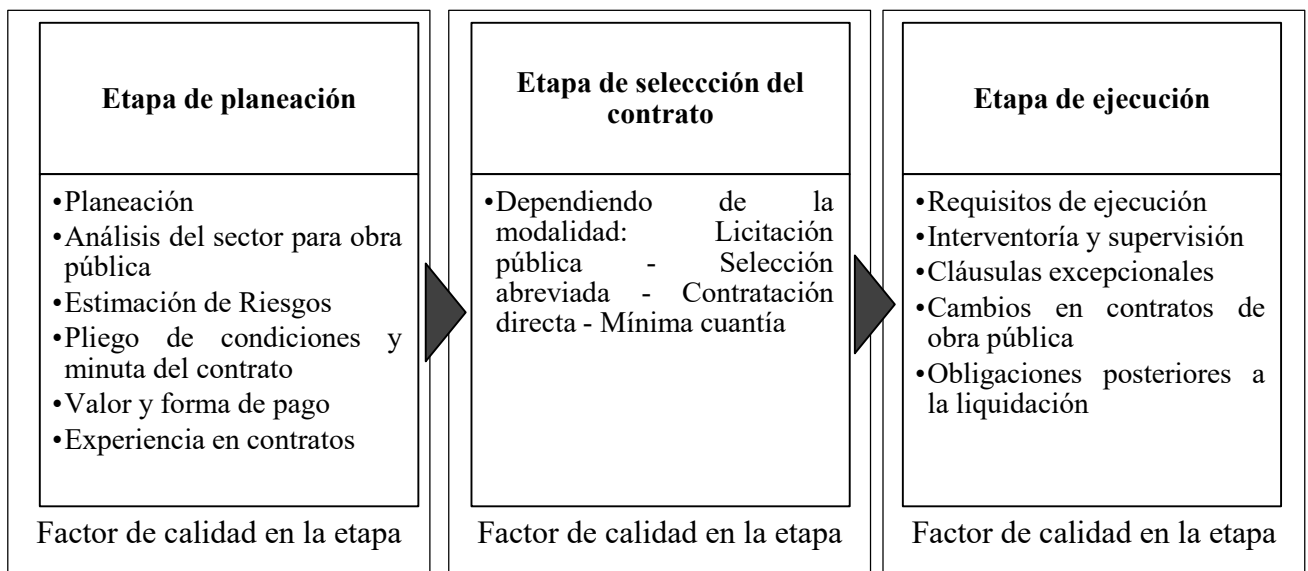 Etapa de planeación
•Planeación
•Análisis del sector para obra
pública
•Estimación de Riesgos
•Pliego de condiciones y
minuta del contrato
•Valor y forma de pago
•Experiencia en contratos
Factor de calidad en la etapa
Etapa de seleccción del
contrato
•Dependiendo de la
modalidad: Licitación
pública - Selección
abreviada - Contratación
directa - Mínima cuantía
Factor de calidad en la etapa
Etapa de ejecución
•Requisitos de ejecución
•Interventoría y supervisión
•Cláusulas excepcionales
•Cambios en contratos de
obra pública
•Obligaciones posteriores a
la liquidación
Factor de calidad en la etapa